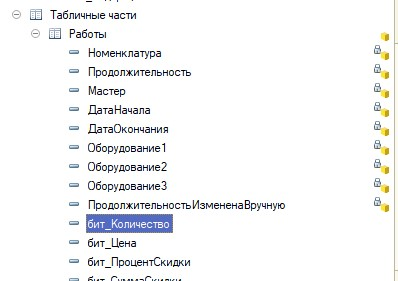 Табличные части
Работы
Номенклатура
Продолжительность
Мастер
ДатаНачала
ДатаОкончания
Оборудование1
Оборудование2
Оборудование3
ПродолжительностьИзмененаВручную
бит_Количество
бит_Цена
бит_ПроцентСкидки
бит_СуммаСкидки